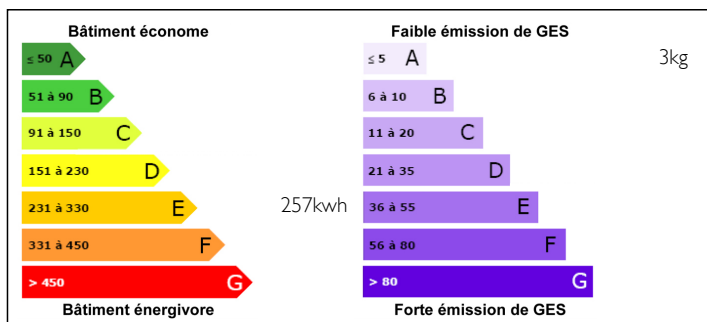 Bâtiment économe
≤ 50 A
51 à 90 B
91 à 150 C
151 à 230 D
231 à 330 E
257kwh
331 à 450 F
> 450 G
Bâtiment énergivore
Faible émission de GES
≤ 5 A
3kg
6 à 10 B
11 à 20 C
21 à 35 D
36 à 55 E
56 à 80 F
> 80 G
Forte émission de GES